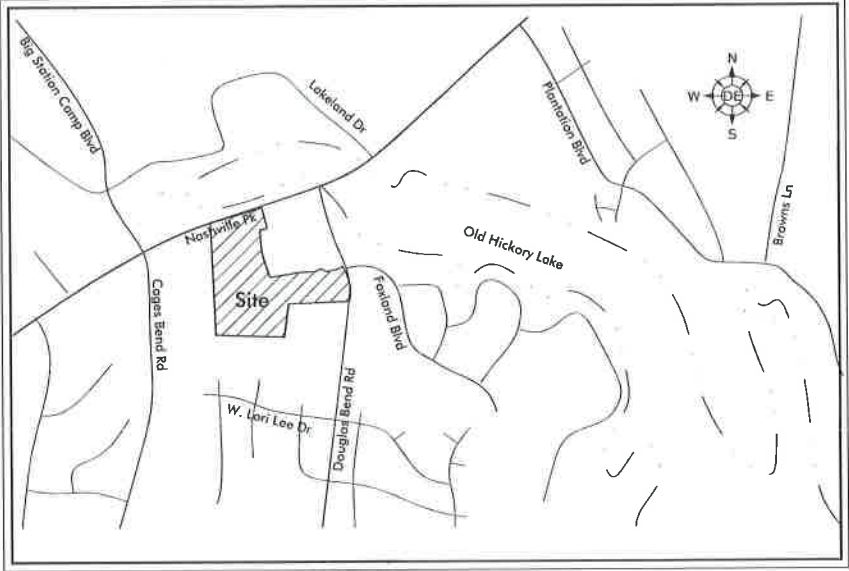 Big Station Camp Blvd
Lakeland Dr
Plantation Blvd
N
W DE E
S
Browns
Nashville Pk
Old Hickory Lake
Cages Bend Rd
Site
Foxland Blvd
W. Lori Lee Dr
Douglas Bend Rd